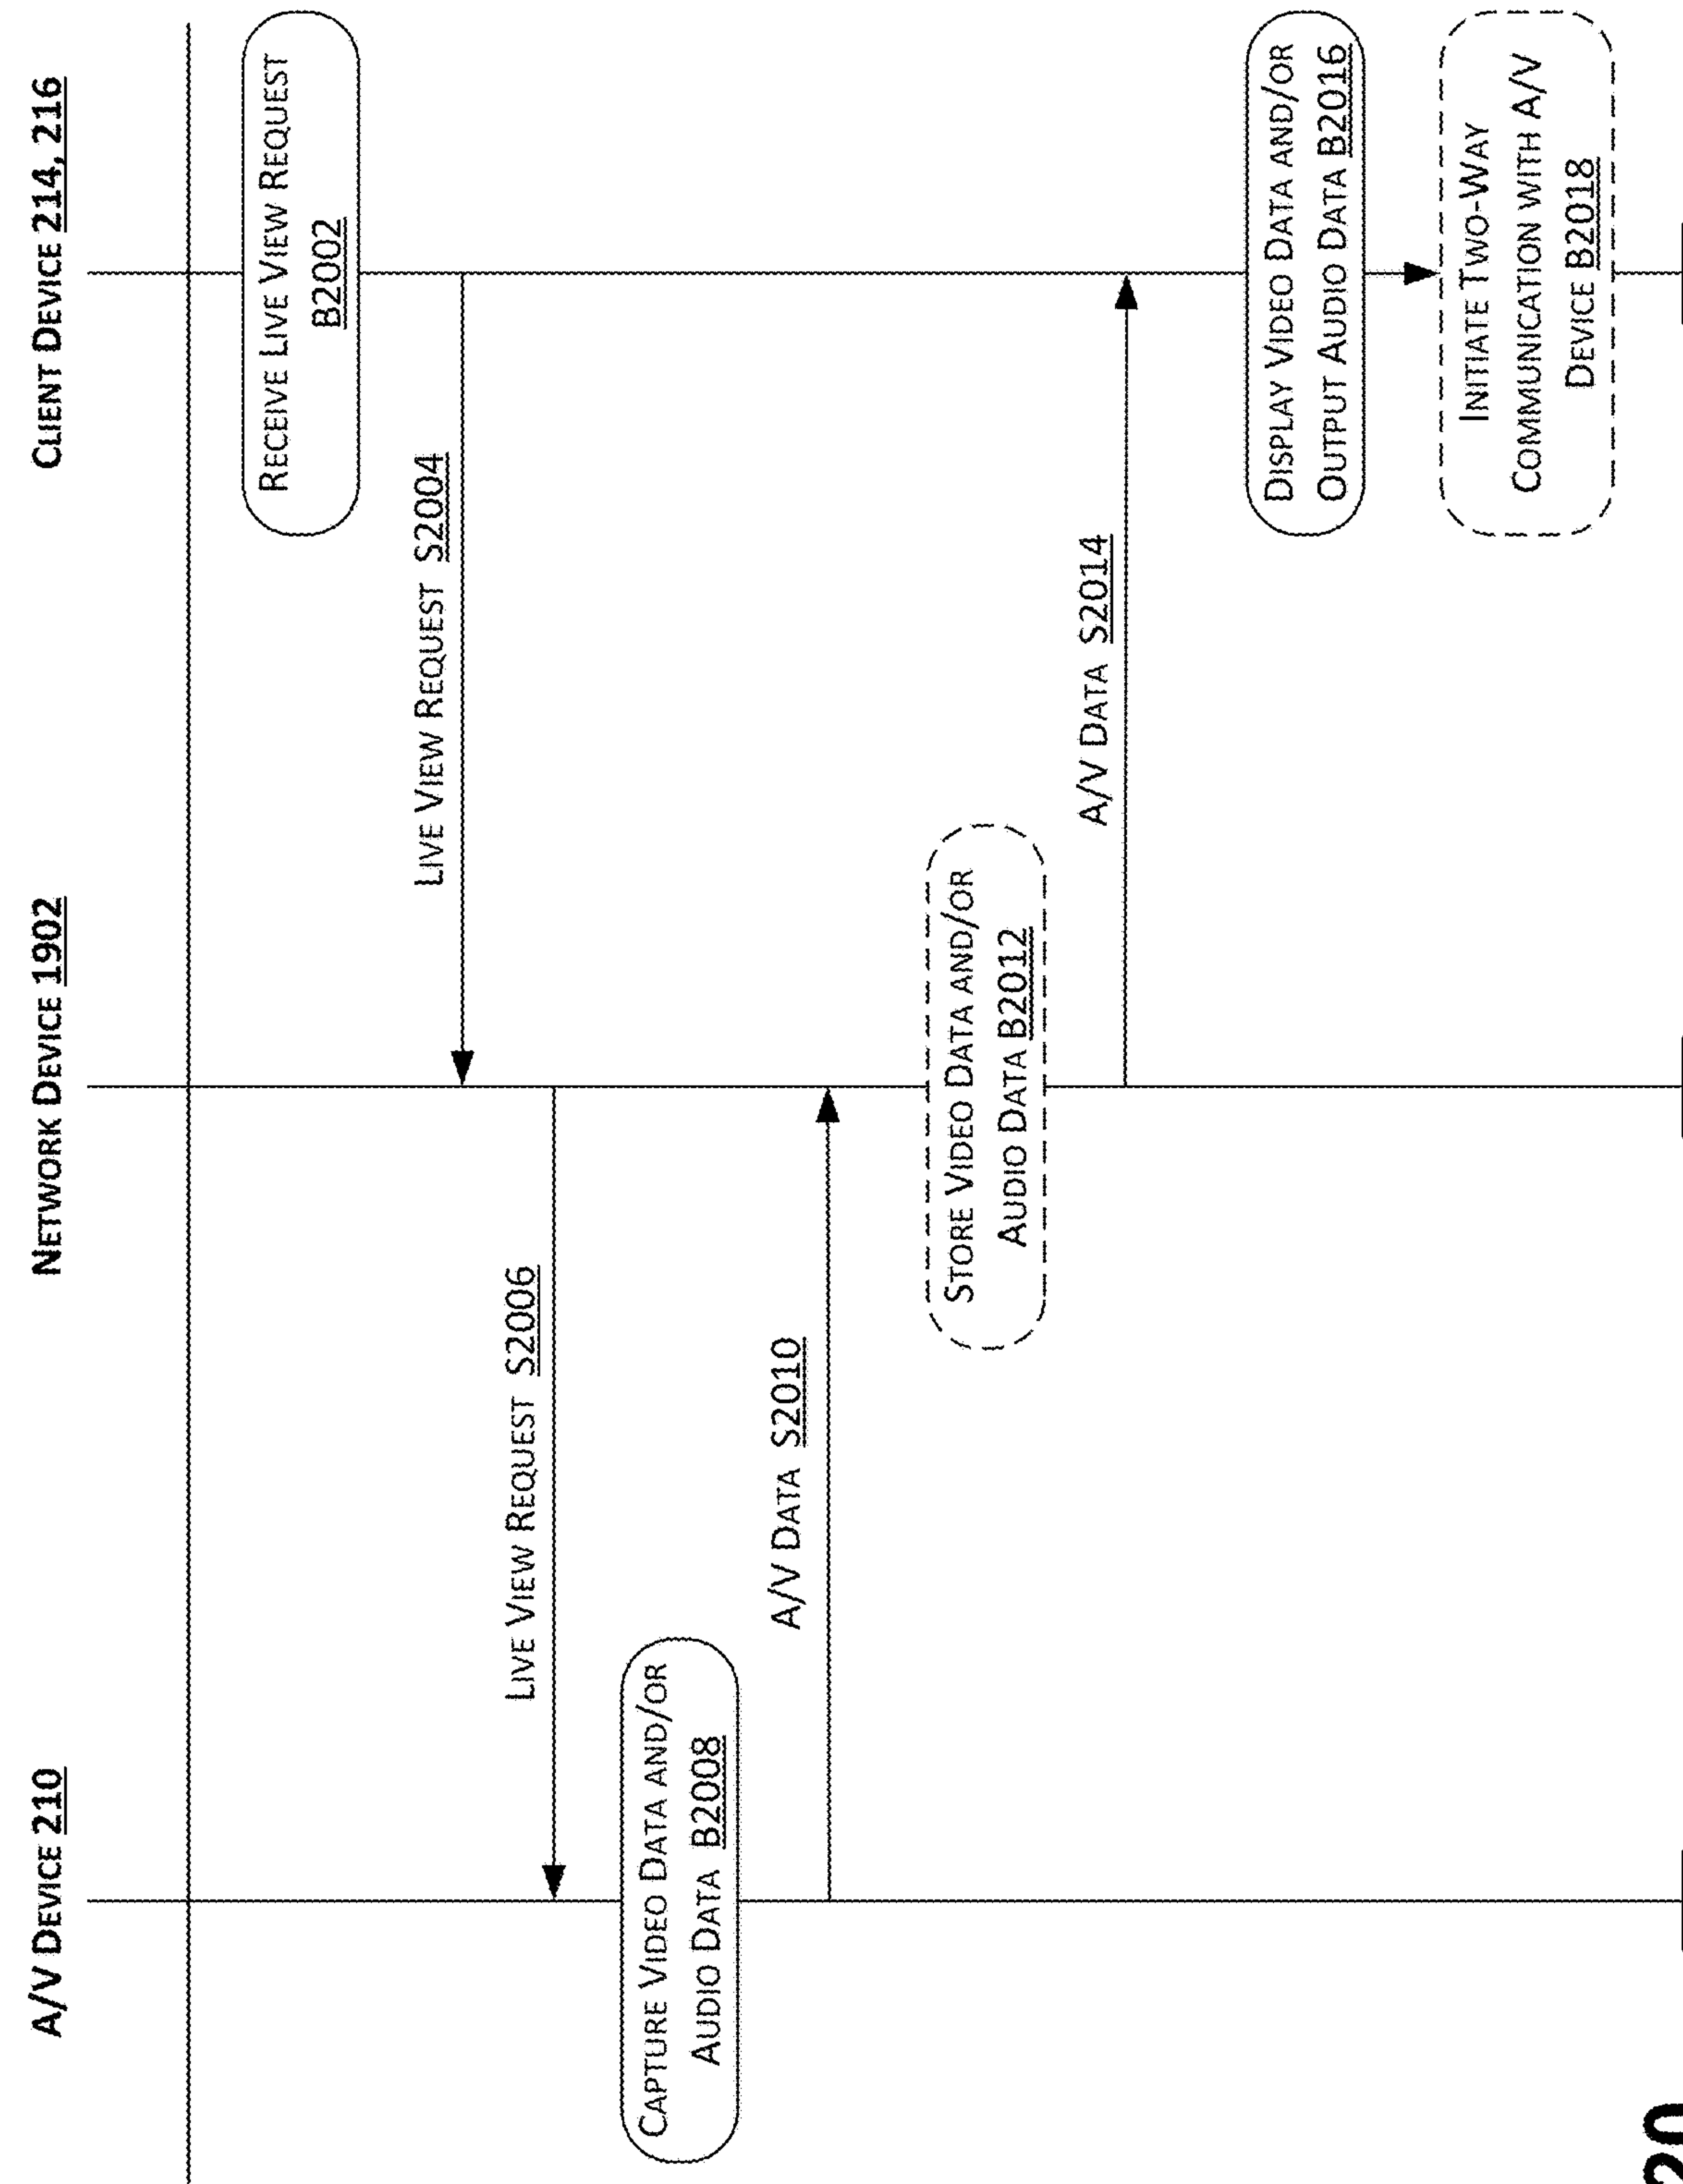 A/V DEVICE 210
NETWORK DEVICE 1902
CLIENT DEVICE 214, 216
RECEIVE LIVE VIEW REQUEST
B2002
LIVE VIEW REQUEST S2004
LIVE VIEW REQUEST S2006
CAPTURE VIDEO DATA AND/OR
AUDIO DATA B2008
A/V DATA S2010
STORE VIDEO DATA AND/OR
AUDIO DATA B2012
A/V DATA S2014
DISPLAY VIDEO DATA AND/OR
OUTPUT AUDIO DATA B2016
INITIATE TWO-WAY
COMMUNICATION WITH A/V
DEVICE B2018
20